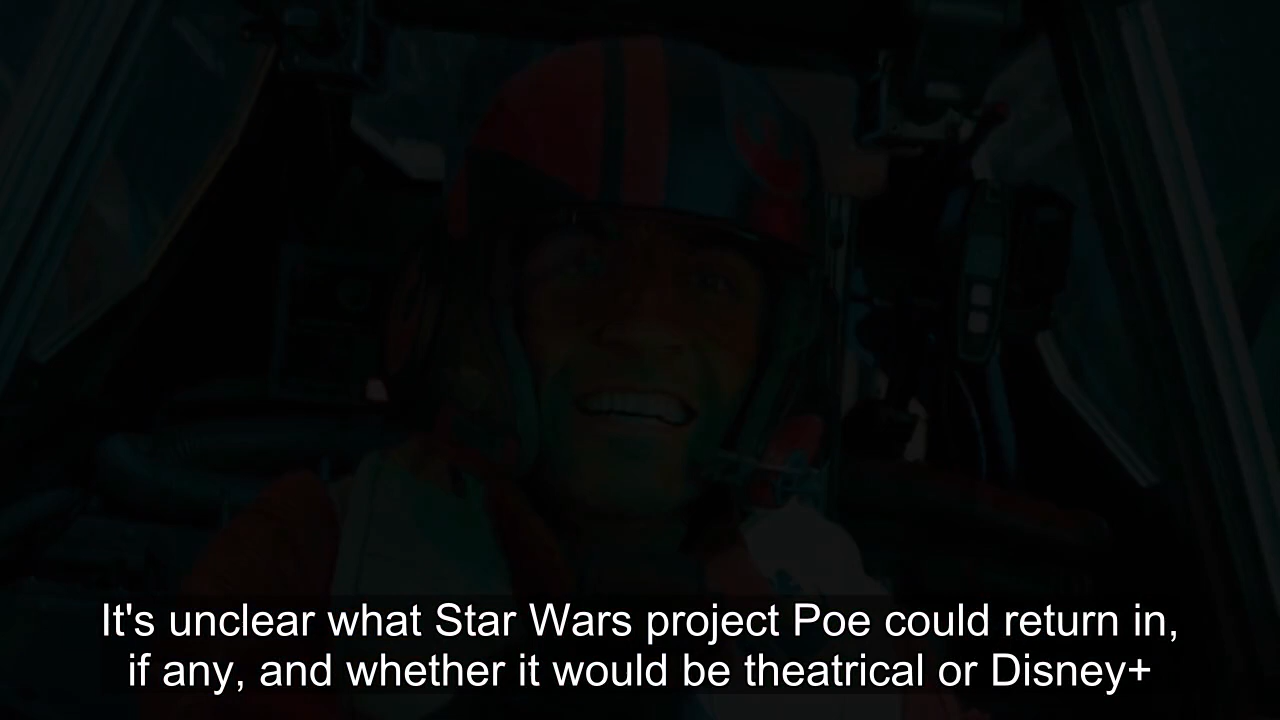 It's unclear what Star Wars project Poe could return in,
if any, and whether it would be theatrical or Disney+